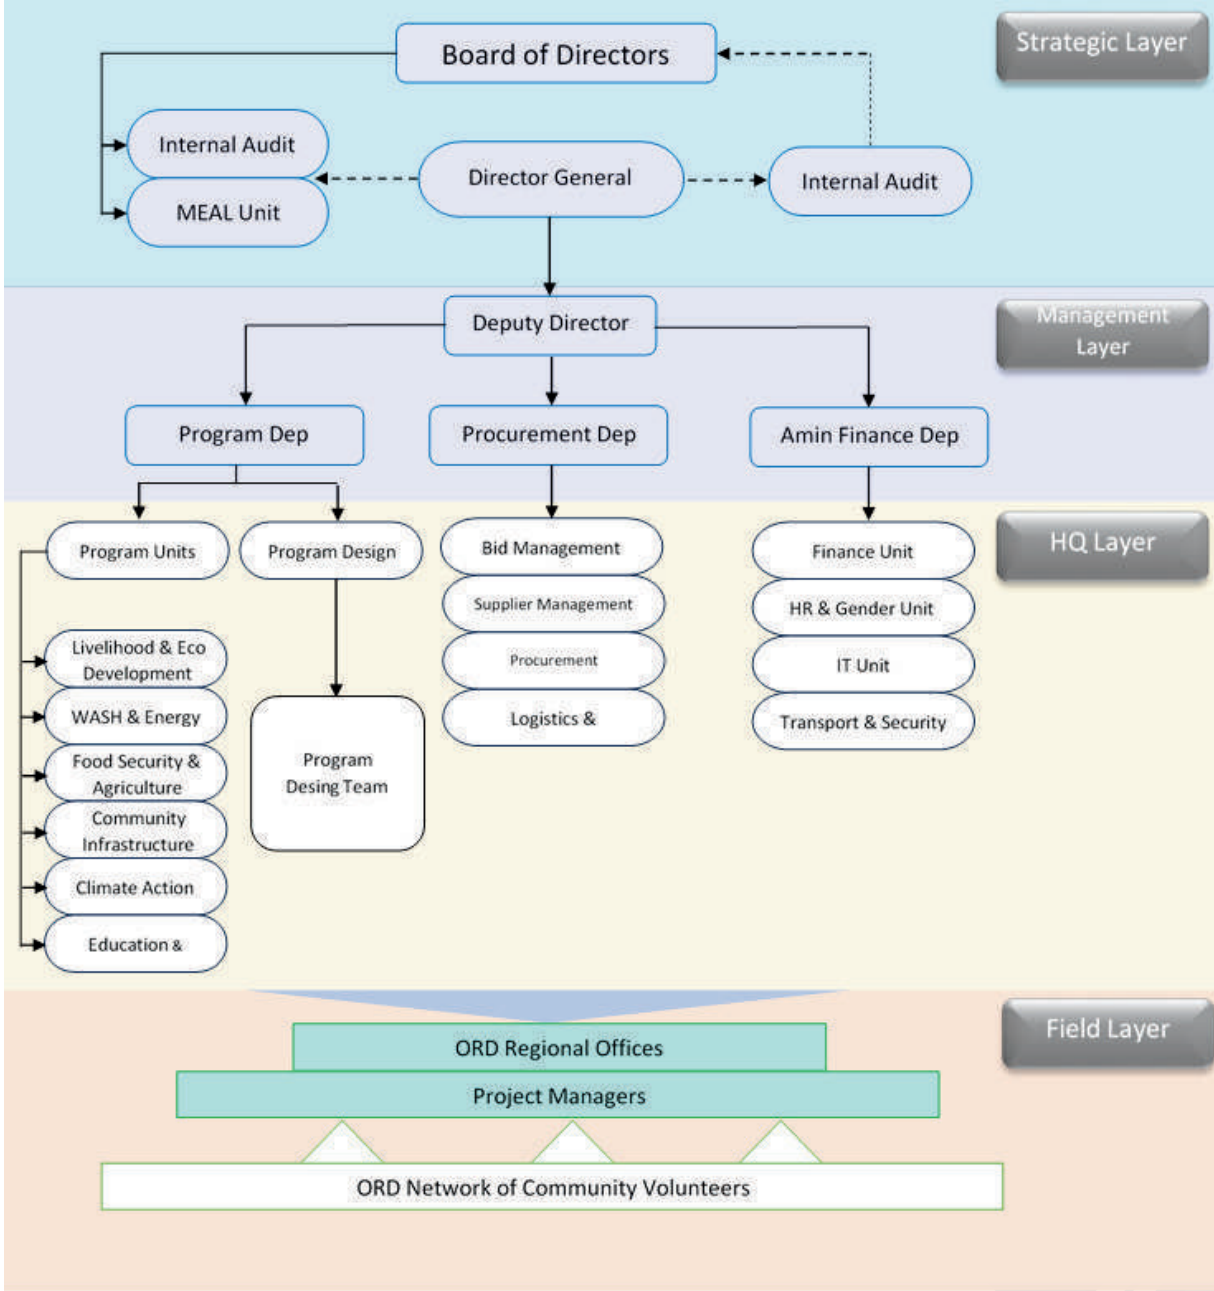 Board of Directors
Strategic Layer
Internal Audit
MEAL Unit
Director General
Internal Audit
Deputy Director
Management
Layer
Program Dep
Procurement Dep
Amin Finance Dep
HQ Layer
Program Units
Program Design
Livelihood & Eco
Development
WASH & Energy
Food Security &
Agriculture
Community
Infrastructure
Climate Action
Education &
Program
Desing Team
Bid Management
Supplier Management
Procurement
Logistics &
Finance Unit
HR & Gender Unit
IT Unit
Transport & Security
Field Layer
ORD Regional Offices
Project Managers
ORD Network of Community Volunteers